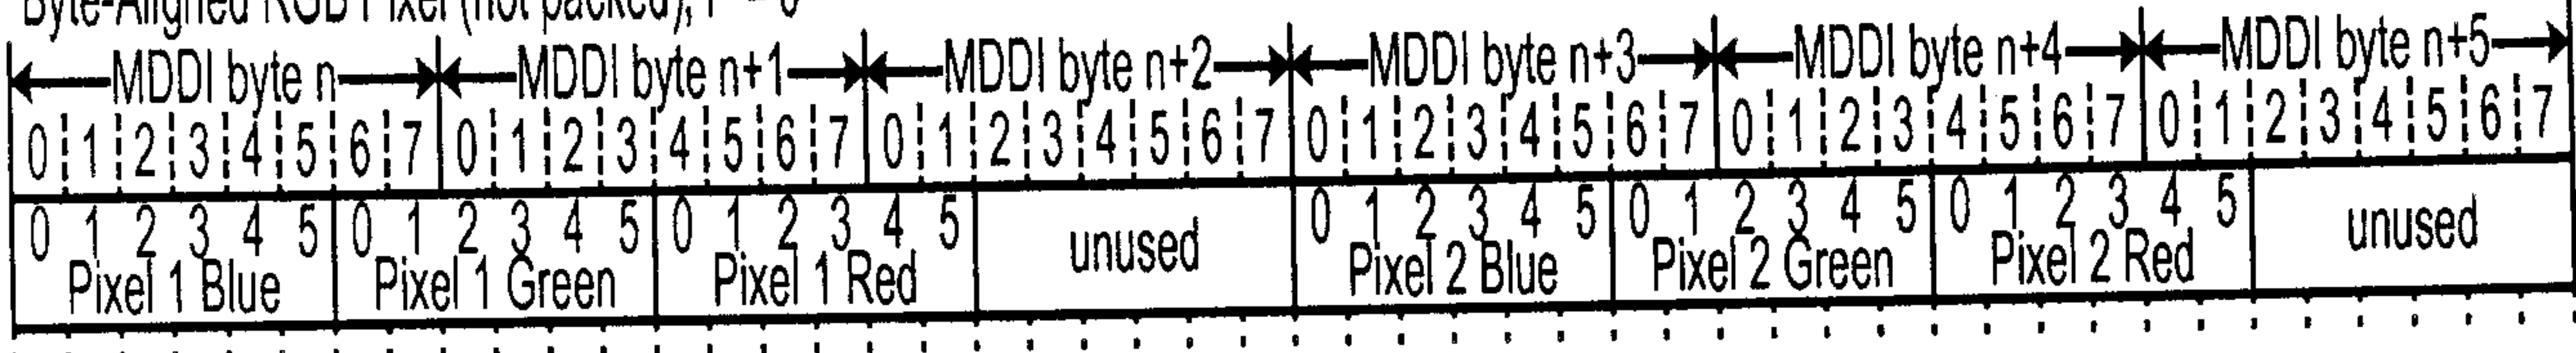 Byte-Aligned RGB Pixel (not packed),
MDDI byte n MDDI byte n+1 MDDI byte n+2 MDDI byte n+3 MDDI byte n+4 MDDI byte n+5
0 1 2 3 4 5 6 7 0 1 2 3 4 5 6 7 0 1 2 3 4 5 6 7 0 1 2 3 4 5 6 7 0 1 2 3 4 5 6 7 0 1 2 3 4 5 6 7
0 1 2 3 4 5 0 1 2 3 4 5 0 1 2 3 4 5 unused 0 1 2 3 4 5 0 1 2 3 4 5 0 1 2 3 4 5 unused
Pixel 1 Blue Pixel 1 Green Pixel 1 Red Pixel 2 Blue Pixel 2 Green Pixel 2 Red